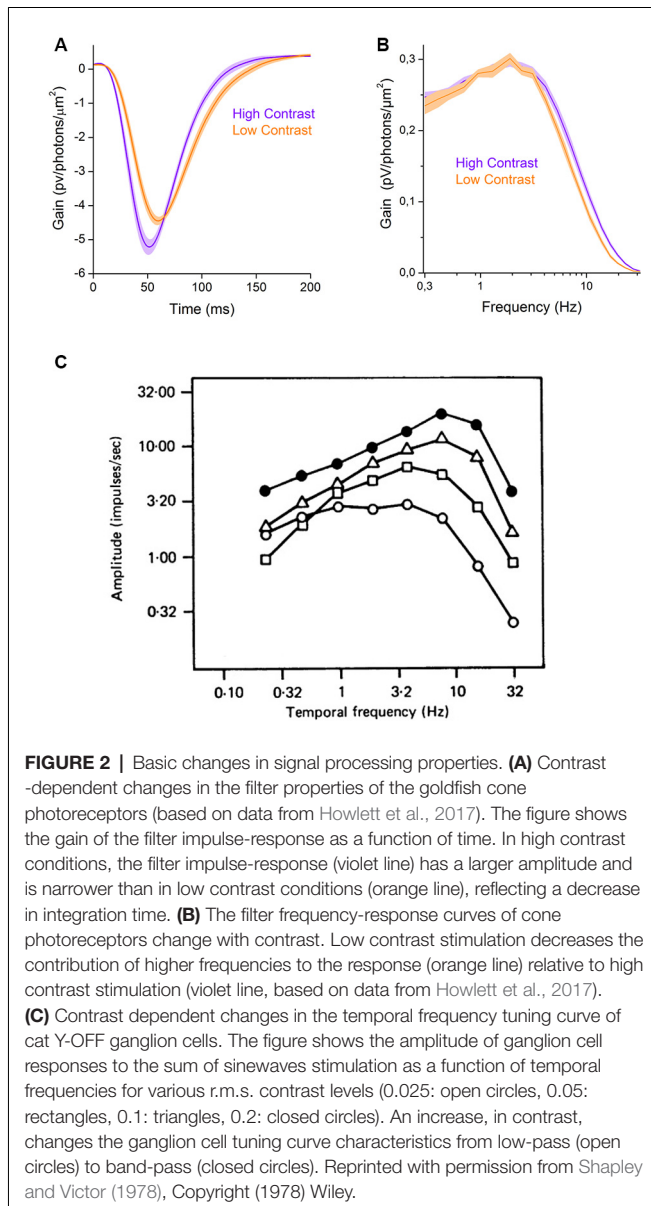 A
B
0
-1
-2
-3
-4
-5
-6
Gain (pv/photons/µm²)
High Contrast
Low Contrast
0
50
100
150
200
Time (ms)
0,3
0,2
0,1
0,0
Gain (pV/photons/µm²)
High Contrast
Low Contrast
0,3
1
10
Frequency (Hz)
C
32·00
10·00
3·20
1·00
0·32
Amplitude (impulses/sec)
0·10
0·32
1
3·2
10
32
Temporal frequency (Hz)
FIGURE 2 | Basic changes in signal processing properties. (A) Contrast
-dependent changes in the filter properties of the goldfish cone
photoreceptors (based on data from Howlett et al., 2017). The figure shows
the gain of the filter impulse-response as a function of time. In high contrast
conditions, the filter impulse-response (violet line) has a larger amplitude and
is narrower than in low contrast conditions (orange line), reflecting a decrease
in integration time. (B) The filter frequency-response curves of cone
photoreceptors change with contrast. Low contrast stimulation decreases the
contribution of higher frequencies to the response (orange line) relative to high
contrast stimulation (violet line, based on data from Howlett et al., 2017).
(C) Contrast dependent changes in the temporal frequency tuning curve of
cat Y-OFF ganglion cells. The figure shows the amplitude of ganglion cell
responses to the sum of sinewaves stimulation as a function of temporal
frequencies for various r.m.s. contrast levels (0.025: open circles, 0.05:
rectangles, 0.1: triangles, 0.2: closed circles). An increase, in contrast,
changes the ganglion cell tuning curve characteristics from low-pass (open
circles) to band-pass (closed circles). Reprinted with permission from Shapley
and Victor (1978), Copyright (1978) Wiley.